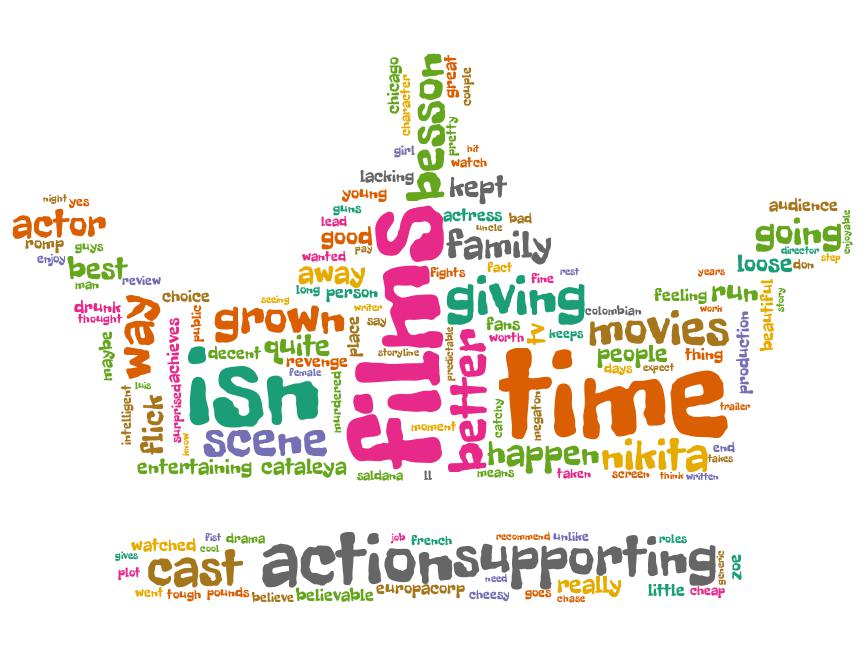 chicago
character
besson
great
couple
pretty
girl
hit
watch
lacking
kept
young
guns
lead
good
pay
wanted
away
long person
films
actress bad
uncle
family
fights
fact
fine
rest
giving
night yes
actor
romp guys
enjoy
best
man
review
drunk
thought
maybe
way
choice
public
achieves
surprised
intelligent
luis
flick
know
seeing
grown
writer
say
place
storyline
decent quite
revenge
female
ish
murdered
scene
entertaining cataleya
saldana
ll
moment
predictable
better
fans
worth
tv
keeps
colombian
movies
people
thing
days
expect
time
catchy
megaton
trailer
happen
nikita
end
takes
means
taken
screen
think written
audience
going
enjoyable
director
step
loose
don
years
feeling run
work
beautiful
story
production
fist drama
watched
cool
gives
plot
cast
job french
action
supporting
recommend unlike
roles
generic
zoe
went tough pounds
believe believable
europacorp
need
cheesy
goes
really
chase
little cheap